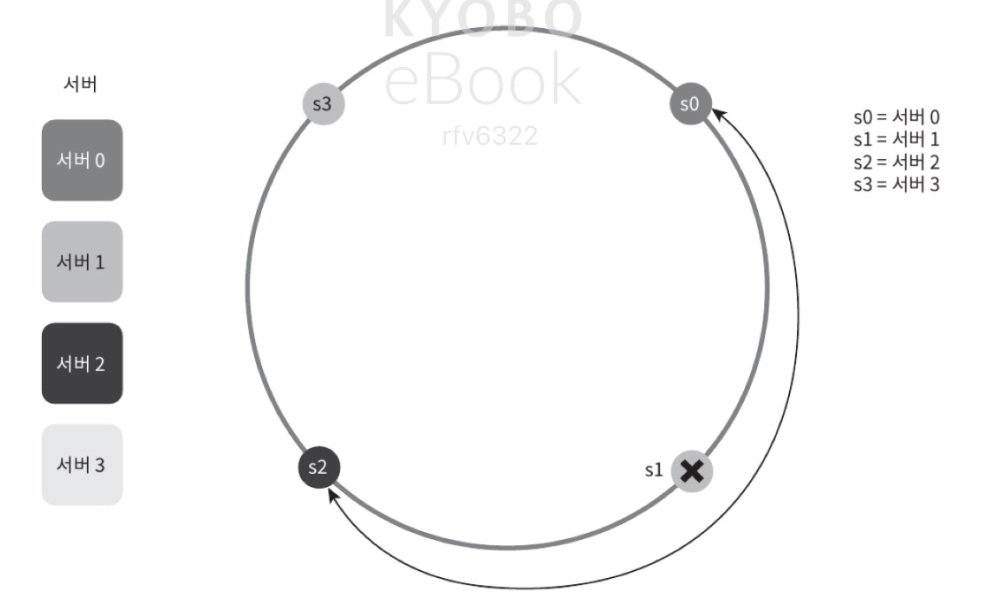 KYOBO
eBook
rfv6322
서버
서버 0
서버 1
서버 2
서버 3
s3
s0
s2
s1
s0 = 서버 0
s1 = 서버 1
s2 = 서버 2
s3 = 서버 3